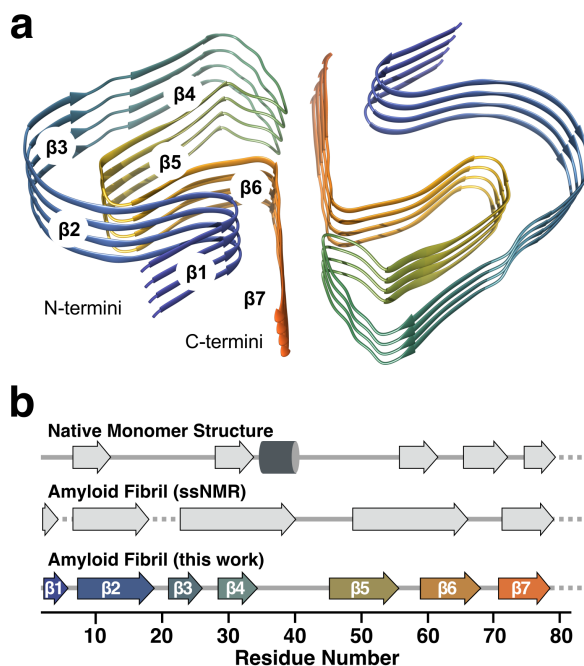 a
β4
β3
β5
β6
β2
β1
N-termini
β7
C-termini
b
Native Monomer Structure
Amyloid Fibril (ssNMR)
Amyloid Fibril (this work)
β1 β2 β3 β4 β5 β6 β7
10 20 30 40 50 60 70 80
Residue Number